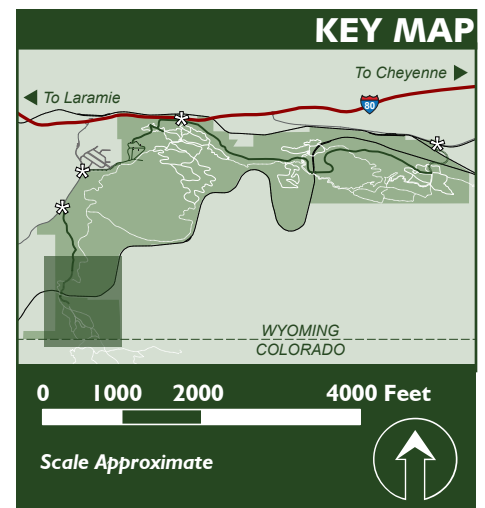 KEY MAP
To Cheyenne
To Laramie
80
WYOMING
COLORADO
0 1000 2000 4000 Feet
Scale Approximate